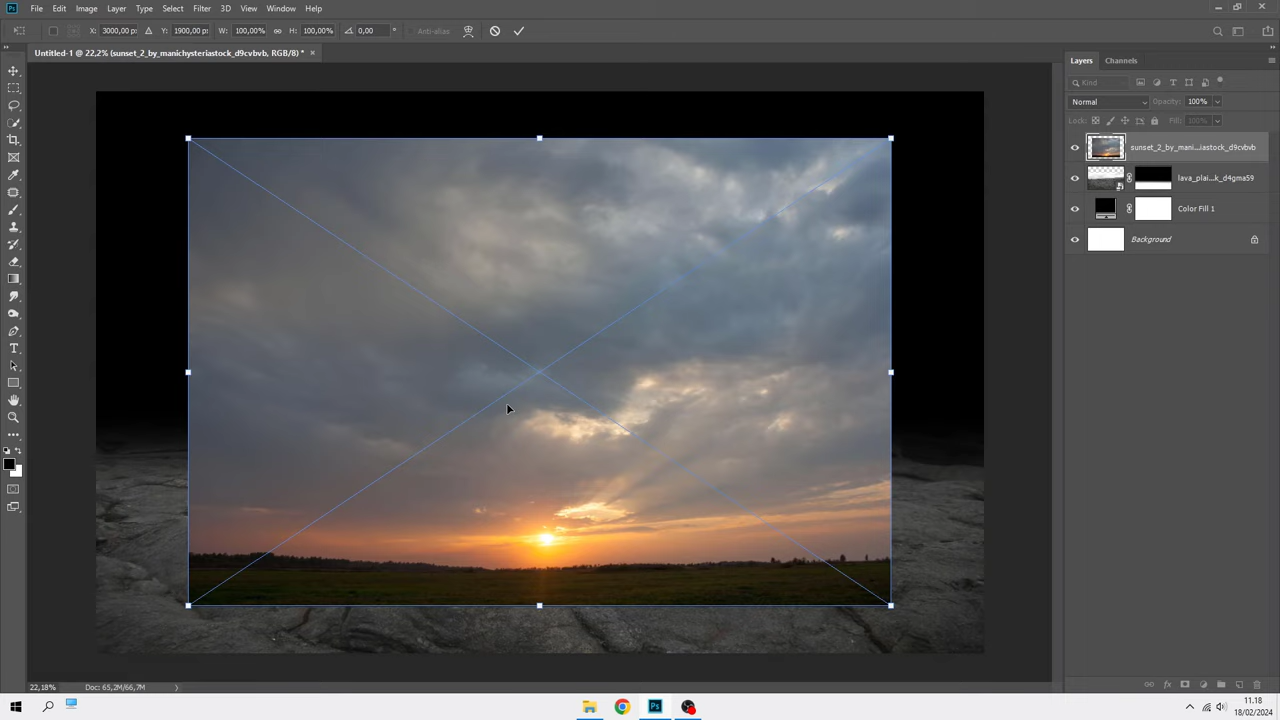 File Edit Image Layer Type Select Filter 3D View Window Help
X: 3000,00 px Y: 1900,00 px W: 100,00% H: 100,00% 0,00 ° Anti-alias
Untitled-1 @ 22,2% (sunset_2_by_manichysteriastock_d9cvbvb, RGB/8) *
Layers Channels
Kind
Normal Opacity: 100%
Lock: Fill: 100%
sunset_2_by_mani...iastock_d9cvbvb
lava_plai...k_d4gma59
Color Fill 1
Background
22,18% Doc: 65,2M/66,7M
11.18
18/02/2024